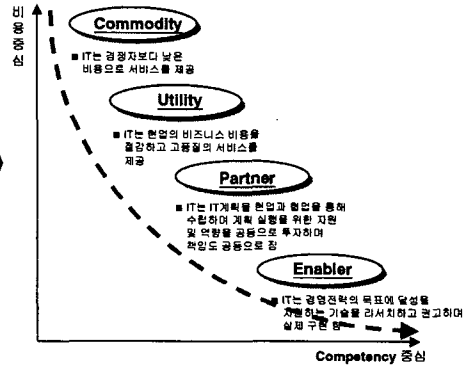 비
용
중
심
Commodity
■ IT는 경쟁자보다 낮은
비용으로 서비스를 제공
Utility
■ IT는 현업의 비즈니스 비용을
절감하고 고품질의 서비스를
제공
Partner
■ IT는 IT계획을 현업과 협업을 통해
수립하며 계획 실행을 위한 자원
및 역량을 공동으로 투자하며
책임도 공동으로 짐
Enabler
■ IT는 경영전략의 목표에 달성을
지원하는 기술을 리서치하고 권고하며
실제 구현 함
Competency 중심